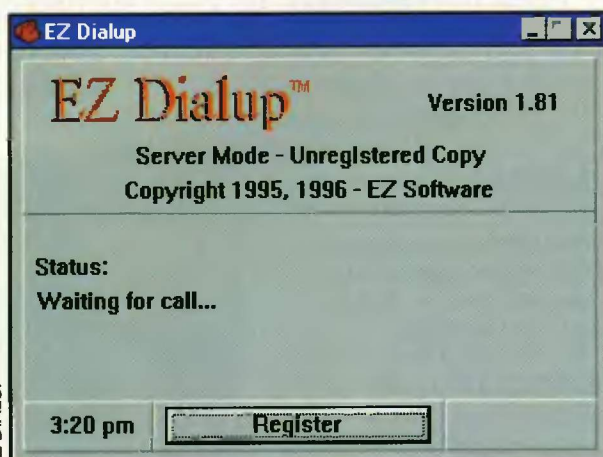 EZ Dialup
EZ Dialup™
Version 1.81
Server Mode - Unregistered Copy
Copyright 1995, 1996 - EZ Software
Status:
Waiting for call...
3:20 pm
Register